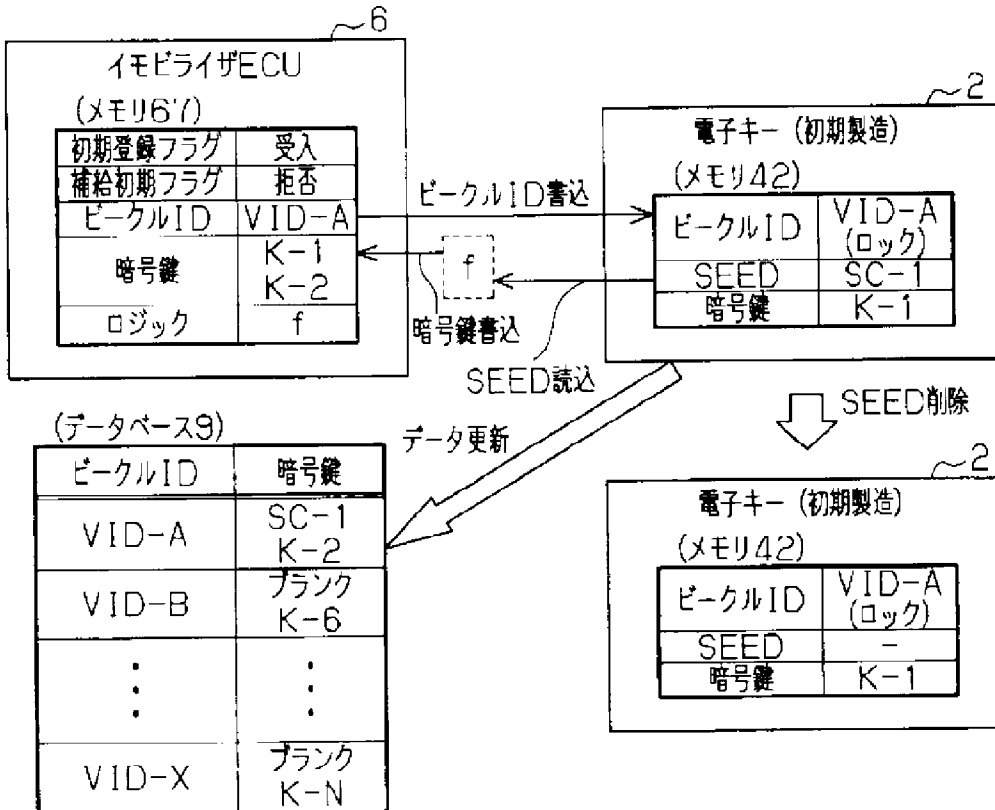 6
イモビライザECU
(メモリ67)
初期登録フラグ 受入
補給初期フラグ 拒否
ビークルID VID-A
暗号鍵 K-1
K-2
ロジック f
ビークルID書込
f
暗号鍵書込
SEED読込
2
電子キー(初期製造)
(メモリ42)
ビークルID VID-A
(ロック)
SEED SC-1
暗号鍵 K-1
データ更新
SEED削除
(データベース9)
ビークルID 暗号鍵
VID-A SC-1
K-2
VID-B ブランク
K-6
VID-X ブランク
K-N
2
電子キー(初期製造)
(メモリ42)
ビークルID VID-A
(ロック)
SEED -
暗号鍵 K-1